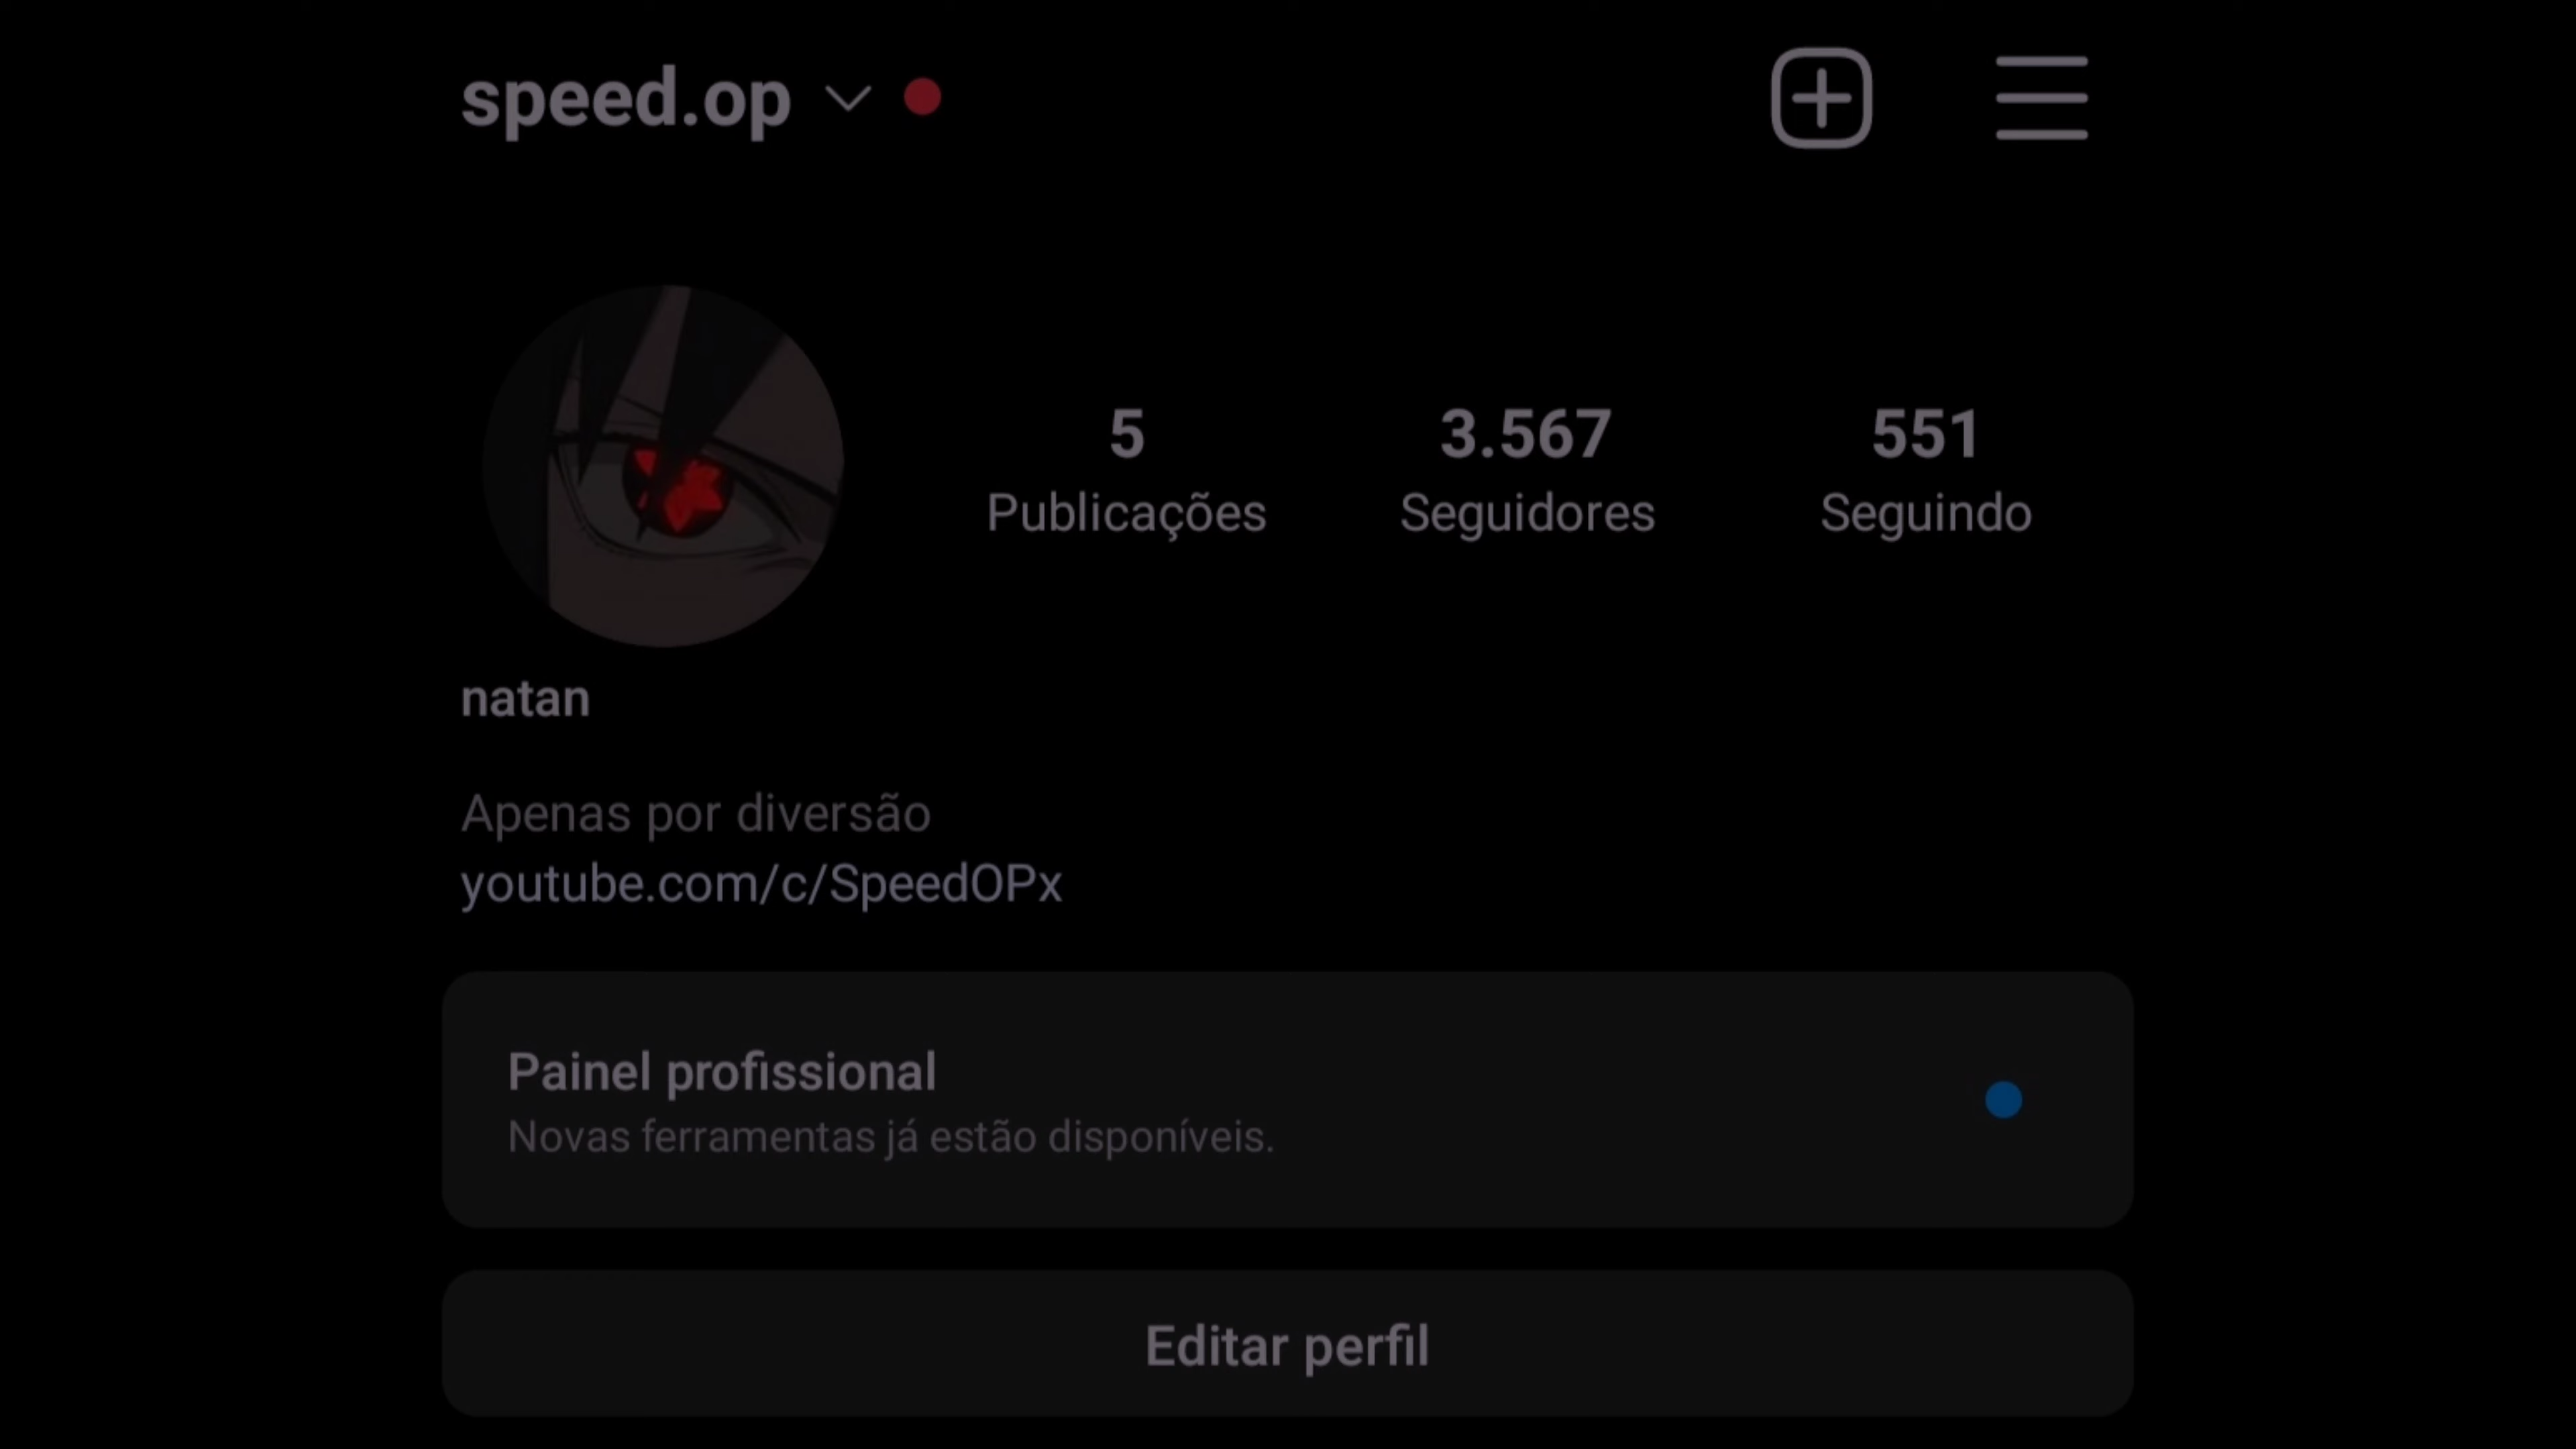 speed.op
5 3.567 551
Publicações Seguidores Seguindo
natan
Apenas por diversão
youtube.com/c/SpeedOPx
Painel profissional
Novas ferramentas já estão disponíveis.
Editar perfil